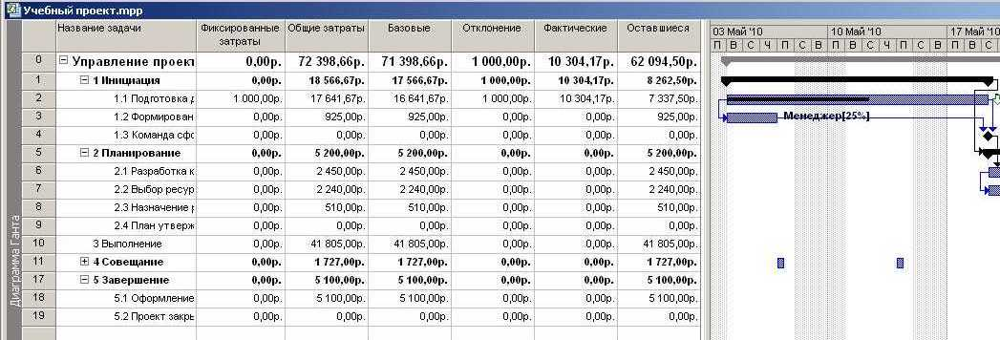 Учебный проект.mpp
Название задачи Фиксированные затраты Общие затраты Базовые Отклонение Фактические Оставшиеся 03 Май '10 10 Май '10 17 Май '10
П В С Ч П С В П В С Ч П С В П В С
0 Управление проект 0,00р. 72 398,66р. 71 398,66р. 1 000,00р. 10 304,17р. 62 094,50р.
1 1 Инициация 0,00р. 18 566,67р. 17 566,67р. 1 000,00р. 10 304,17р. 8 262,50р.
2 1.1 Подготовка д 1 000,00р. 17 641,67р. 16 641,67р. 1 000,00р. 10 304,17р. 7 337,50р.
3 1.2 Формирован 0,00р. 925,00р. 925,00р. 0,00р. 0,00р. 925,00р. Менеджер[25%]
4 1.3 Команда сфо 0,00р. 0,00р. 0,00р. 0,00р. 0,00р. 0,00р.
5 2 Планирование 0,00р. 5 200,00р. 5 200,00р. 0,00р. 0,00р. 5 200,00р.
6 2.1 Разработка к 0,00р. 2 450,00р. 2 450,00р. 0,00р. 0,00р. 2 450,00р.
7 2.2 Выбор ресур 0,00р. 2 240,00р. 2 240,00р. 0,00р. 0,00р. 2 240,00р.
8 2.3 Назначение р 0,00р. 510,00р. 510,00р. 0,00р. 0,00р. 510,00р.
9 2.4 План утверж 0,00р. 0,00р. 0,00р. 0,00р. 0,00р. 0,00р.
10 3 Выполнение 0,00р. 41 805,00р. 41 805,00р. 0,00р. 0,00р. 41 805,00р.
11 4 Совещание 0,00р. 1 727,00р. 1 727,00р. 0,00р. 0,00р. 1 727,00р.
17 5 Завершение 0,00р. 5 100,00р. 5 100,00р. 0,00р. 0,00р. 5 100,00р.
18 5.1 Оформление 0,00р. 5 100,00р. 5 100,00р. 0,00р. 0,00р. 5 100,00р.
19 5.2 Проект закры 0,00р. 0,00р. 0,00р. 0,00р. 0,00р. 0,00р.
Диаграмма Ганта